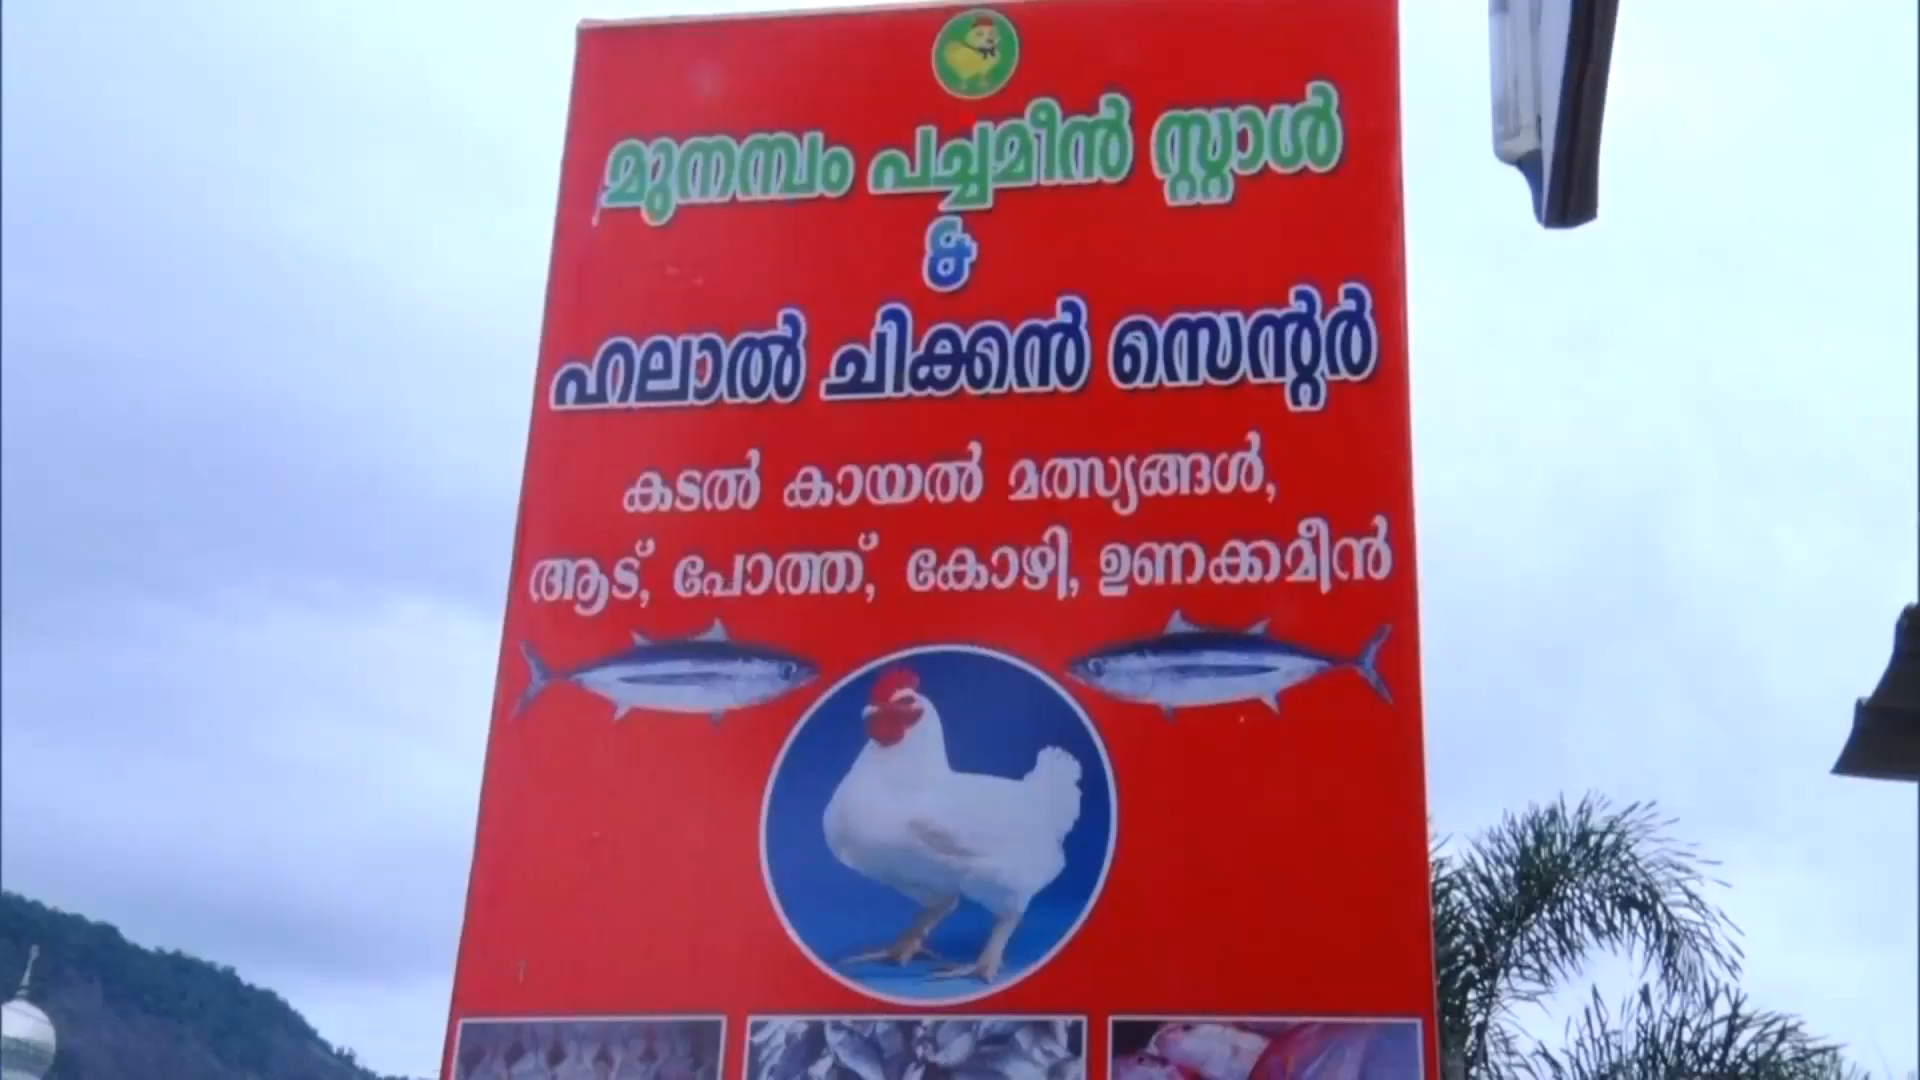 മുനമ്പം പച്ചമീൻ സ്റ്റാൾ
&
ഹലാൽ ചിക്കൻ സെന്റർ
കടൽ കായൽ മത്സ്യങ്ങൾ,
ആട്, പോത്ത്, കോഴി, ഉണക്കമീൻ